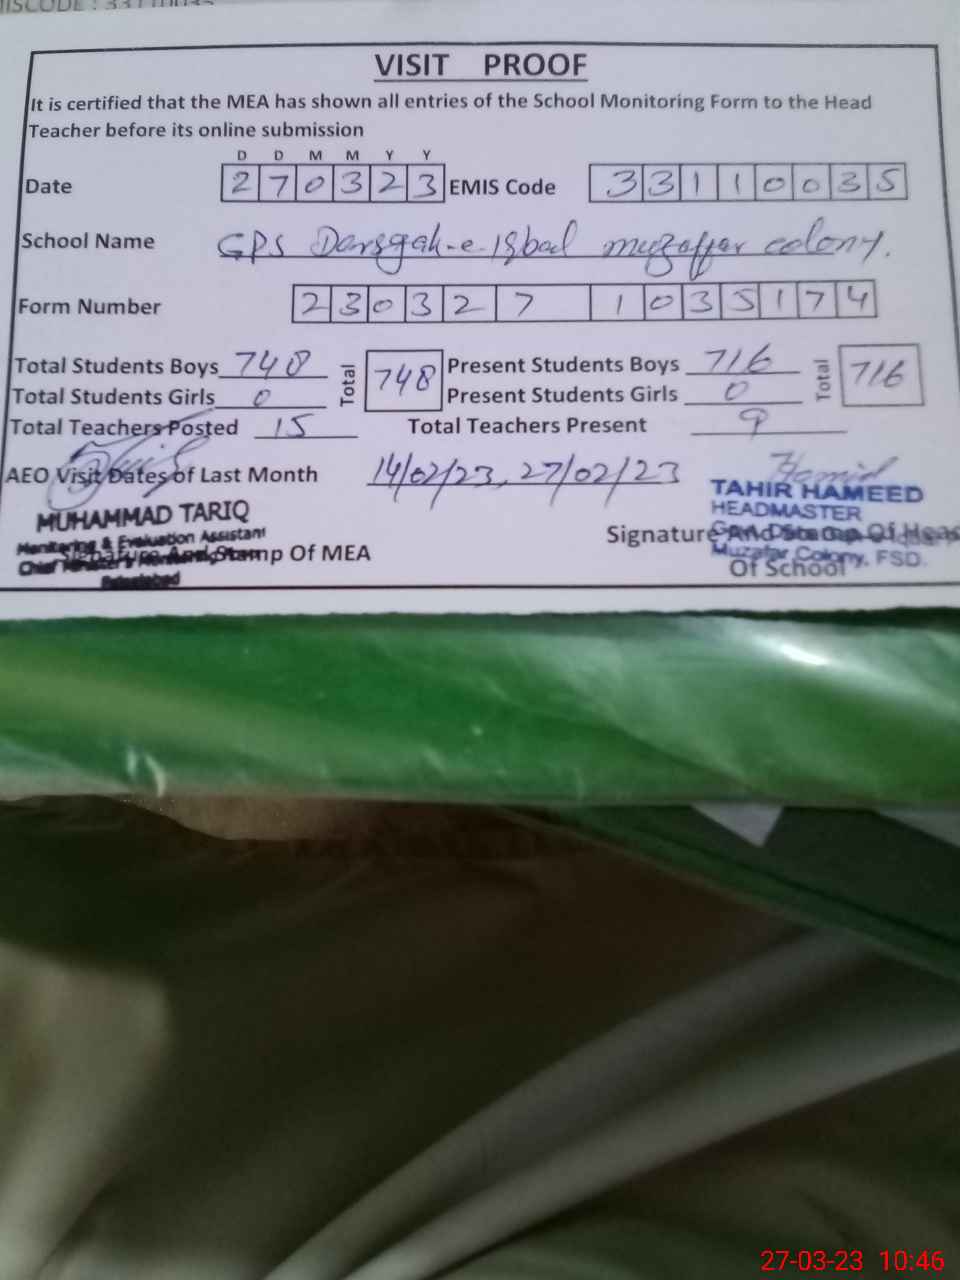 VISIT PROOF
It is certified that the MEA has shown all entries of the School Monitoring Form to the Head
Teacher before its online submission
D D M M Y Y
Date 2 7 0 3 2 3 EMIS Code 3 3 1 1 0 0 3 5
School Name GPS Darsgah-e-Iqbal muzaffar colony.
Form Number 2 3 0 3 2 7 1 0 3 5 1 7 4
Total Students Boys 748 Total 748 Present Students Boys 716 Total 716
Total Students Girls 0 Present Students Girls 0
Total Teachers Posted 15 Total Teachers Present 9
AEO Visit Dates of Last Month 14/02/23, 27/02/23
Hamid
TAHIR HAMEED
HEADMASTER
MUHAMMAD TARIQ
Monitoring & Evaluation Assistant
Signature And Stamp Of MEA
Signature And Stamp Of Head
Muzafar Colony, FSD.
Of School
27-03-23 10:46